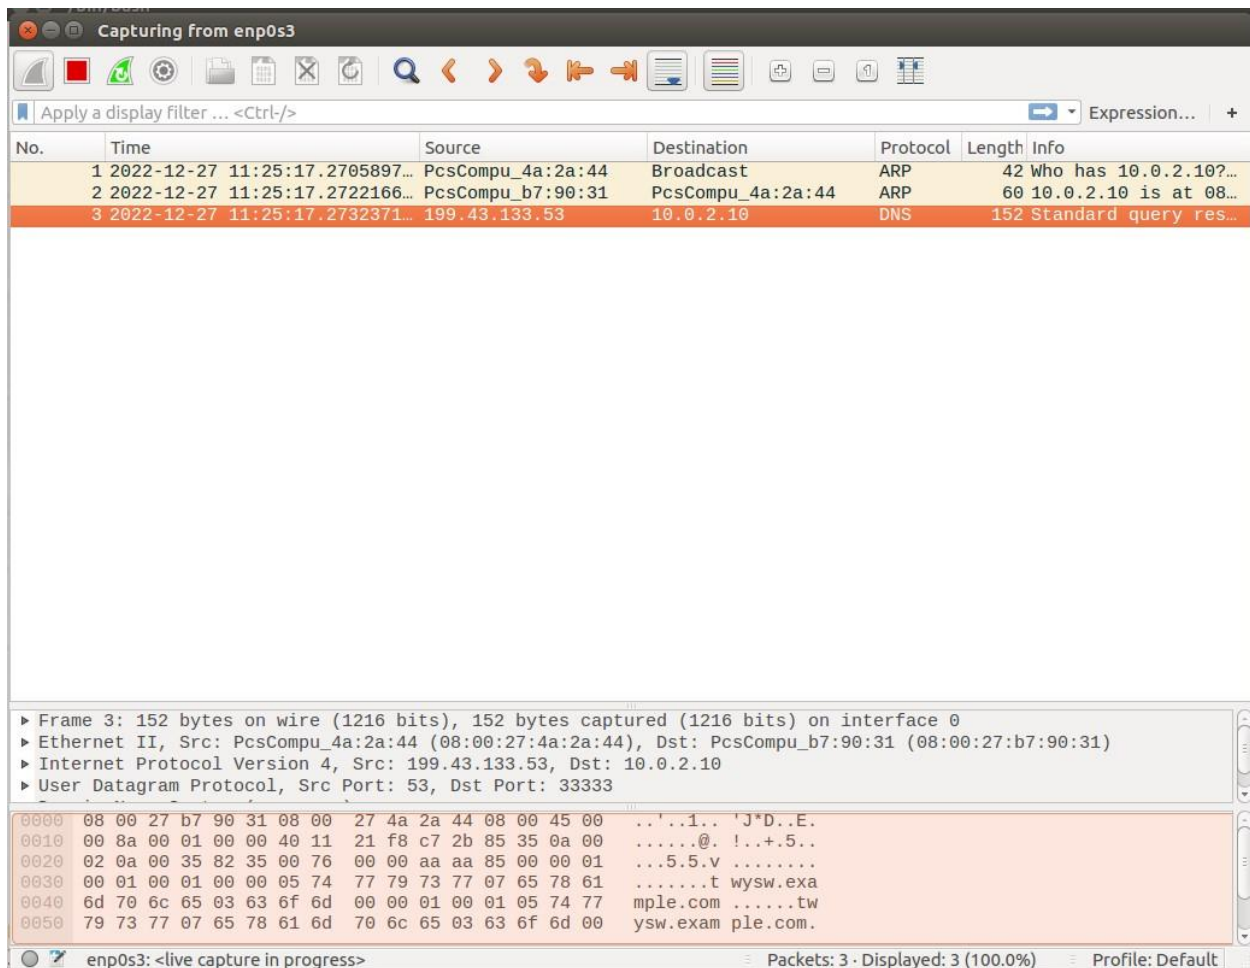 Capturing from enp0s3
Apply a display filter … <Ctrl-/> Expression… +
No. Time Source Destination Protocol Length Info
1 2022-12-27 11:25:17.2705897… PcsCompu_4a:2a:44 Broadcast ARP 42 Who has 10.0.2.10?…
2 2022-12-27 11:25:17.2722166… PcsCompu_b7:90:31 PcsCompu_4a:2a:44 ARP 60 10.0.2.10 is at 08…
3 2022-12-27 11:25:17.2732371… 199.43.133.53 10.0.2.10 DNS 152 Standard query res…
Frame 3: 152 bytes on wire (1216 bits), 152 bytes captured (1216 bits) on interface 0
Ethernet II, Src: PcsCompu_4a:2a:44 (08:00:27:4a:2a:44), Dst: PcsCompu_b7:90:31 (08:00:27:b7:90:31)
Internet Protocol Version 4, Src: 199.43.133.53, Dst: 10.0.2.10
User Datagram Protocol, Src Port: 53, Dst Port: 33333
0000 08 00 27 b7 90 31 08 00 27 4a 2a 44 08 00 45 00 ..'..1.. 'J*D..E.
0010 00 8a 00 01 00 00 40 11 21 f8 c7 2b 85 35 0a 00 ......@. !..+.5..
0020 02 0a 00 35 82 35 00 76 00 00 aa aa 85 00 00 01 ...5.5.v ........
0030 00 01 00 01 00 00 05 74 77 79 73 77 07 65 78 61 .......t wysw.exa
0040 6d 70 6c 65 03 63 6f 6d 00 00 01 00 01 05 74 77 mple.com ......tw
0050 79 73 77 07 65 78 61 6d 70 6c 65 03 63 6f 6d 00 ysw.exam ple.com.
enp0s3: <live capture in progress> Packets: 3 · Displayed: 3 (100.0%) Profile: Default